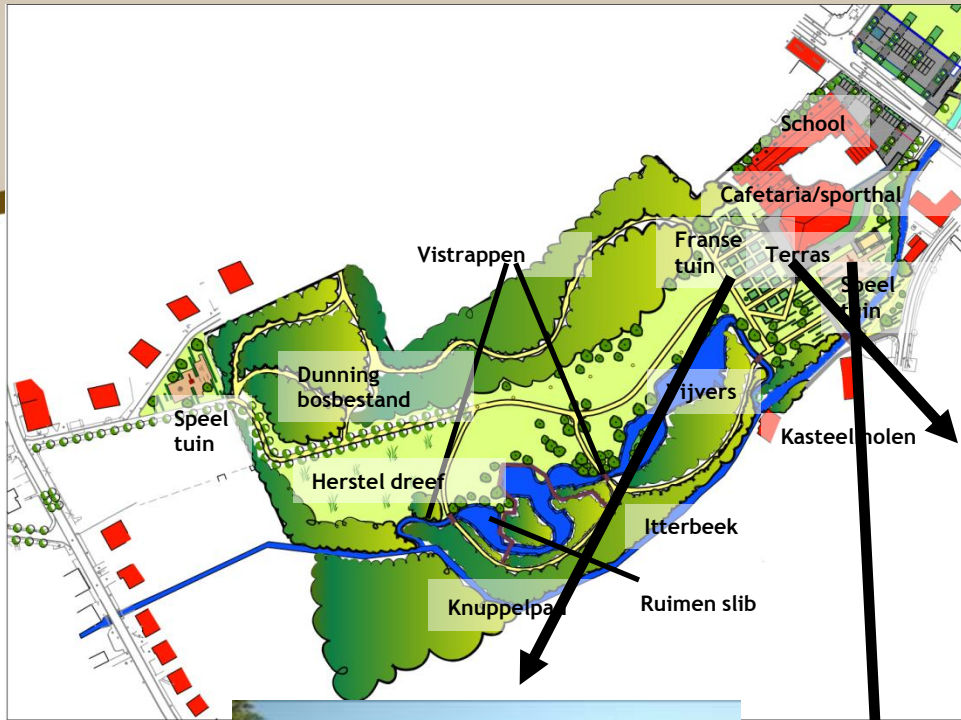 School
Cafetaria/sporthal
Franse
tuin
Terras
Vistrappen
Speel
tuin
Dunning
bosbestand
Vijvers
Speel
tuin
Kasteelmolen
Herstel dreef
Itterbeek
Knuppelpad
Ruimen slib